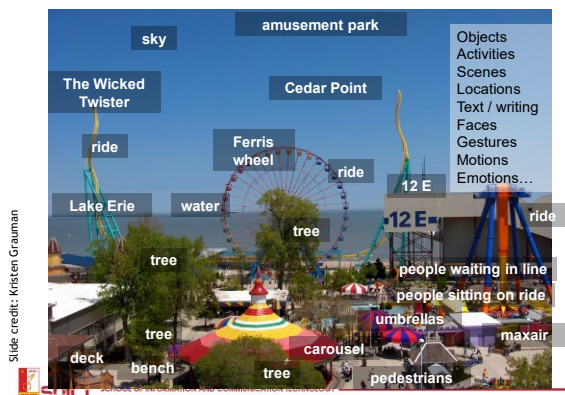 amusement park
sky
Objects
Activities
Scenes
Locations
Text / writing
Faces
Gestures
Motions
Emotions…
The Wicked
Twister
Cedar Point
ride
Ferris
wheel
ride
12 E
Lake Erie
water
12 E
ride
tree
tree
people waiting in line
people sitting on ride
umbrellas
tree
maxair
carousel
deck
bench
tree
pedestrians
Slide credit: Kristen Grauman
SCHOOL OF INFORMATION AND COMMUNICATION TECHNOLOGY